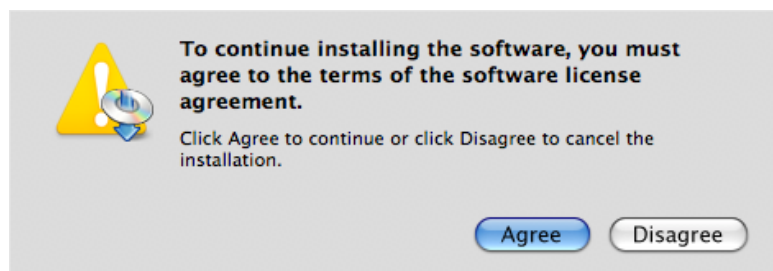 To continue installing the software, you must
agree to the terms of the software license
agreement.
Click Agree to continue or click Disagree to cancel the
installation.
Agree Disagree